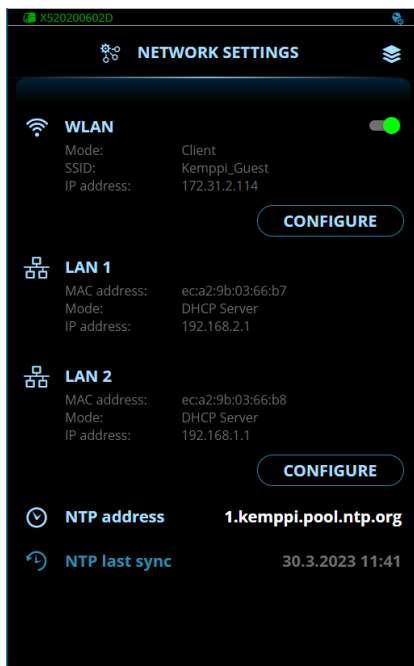 X520200602D
NETWORK SETTINGS
WLAN
Mode: Client
SSID: Kemppi_Guest
IP address: 172.31.2.114
CONFIGURE
LAN 1
MAC address: ec:a2:9b:03:66:b7
Mode: DHCP Server
IP address: 192.168.2.1
LAN 2
MAC address: ec:a2:9b:03:66:b8
Mode: DHCP Server
IP address: 192.168.1.1
CONFIGURE
NTP address 1.kemppi.pool.ntp.org
NTP last sync 30.3.2023 11:41